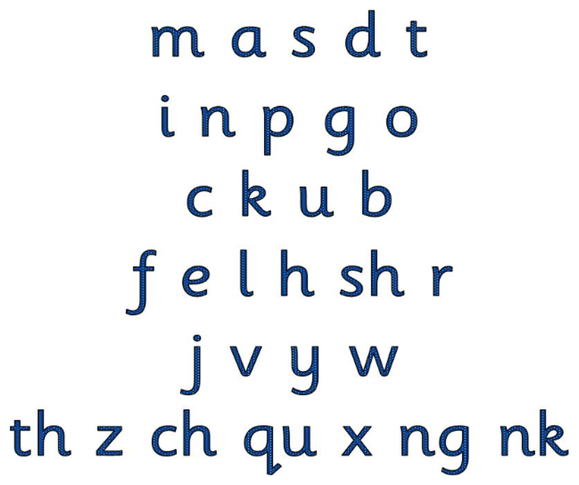 m a s d t
i n p g o
c k u b
f e l h sh r
j v y w
th z ch qu x ng nk